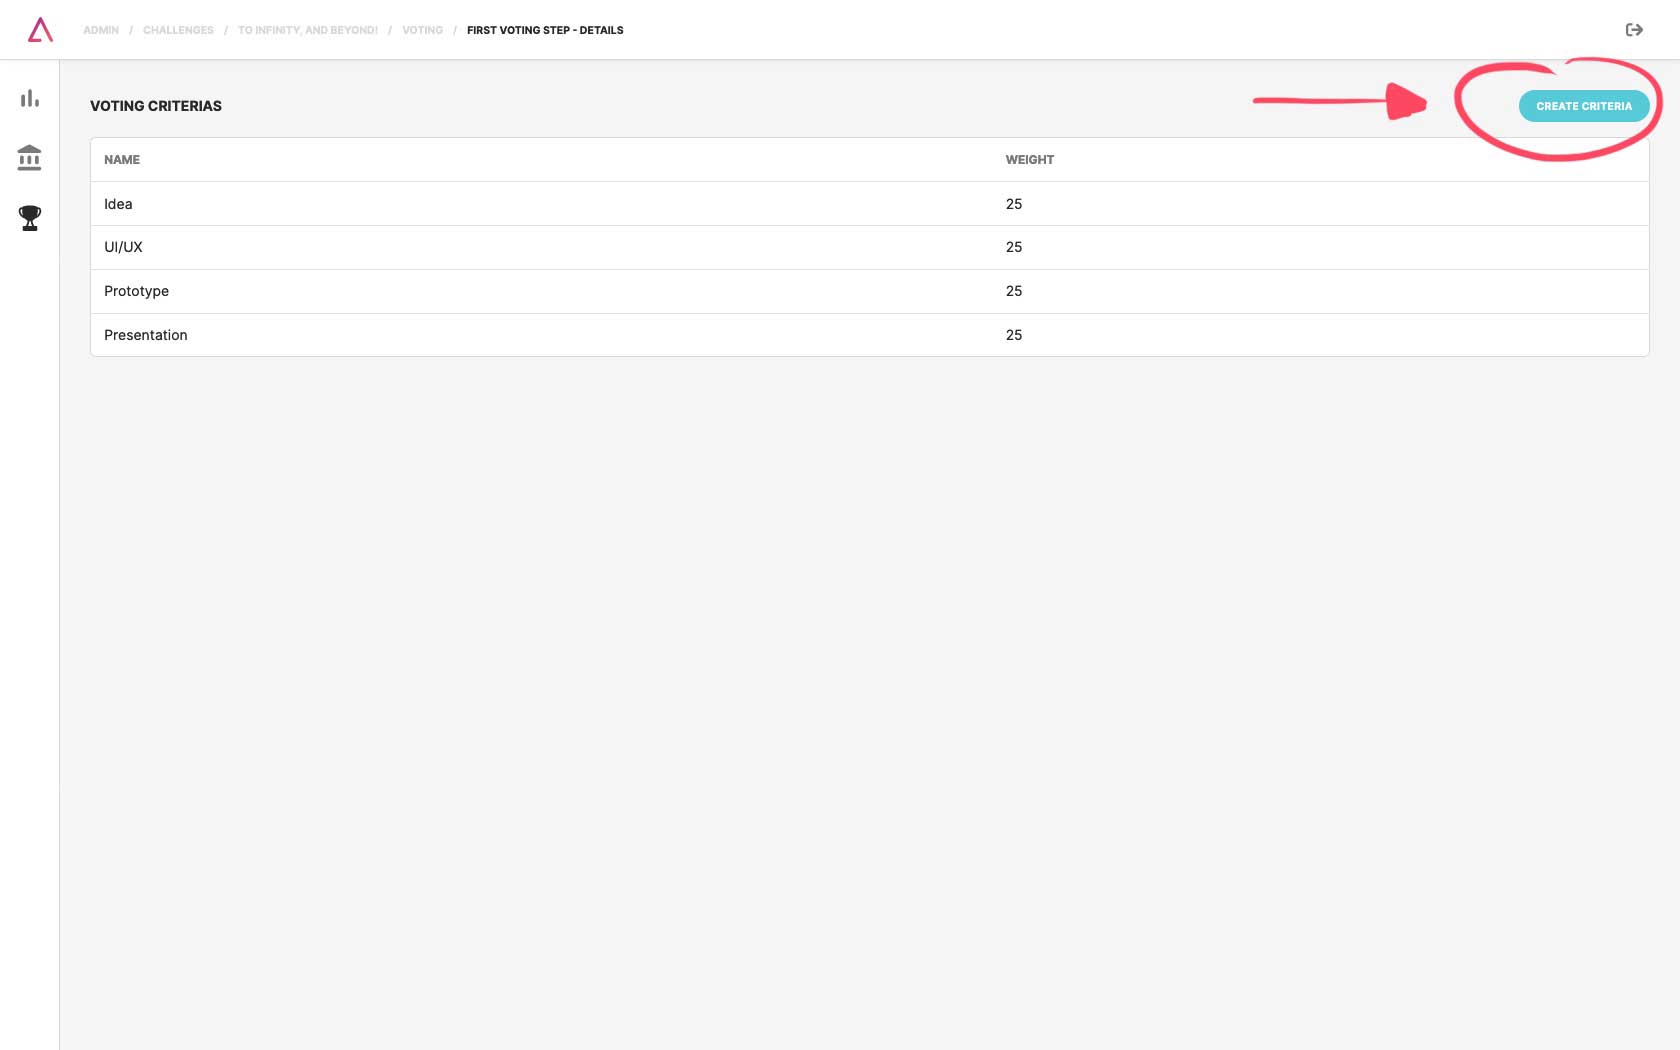 ADMIN / CHALLENGES / TO INFINITY, AND BEYOND! / VOTING / FIRST VOTING STEP - DETAILS
VOTING CRITERIAS
CREATE CRITERIA
NAME WEIGHT
Idea 25
UI/UX 25
Prototype 25
Presentation 25